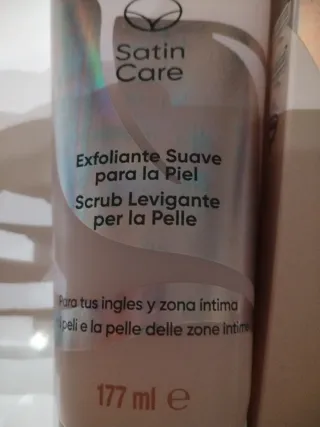 Satin
Care
Exfoliante Suave
para la Piel
Scrub Levigante
per la Pelle
Para tus ingles y zona íntima
peli e la pelle delle zone intime
177 ml e